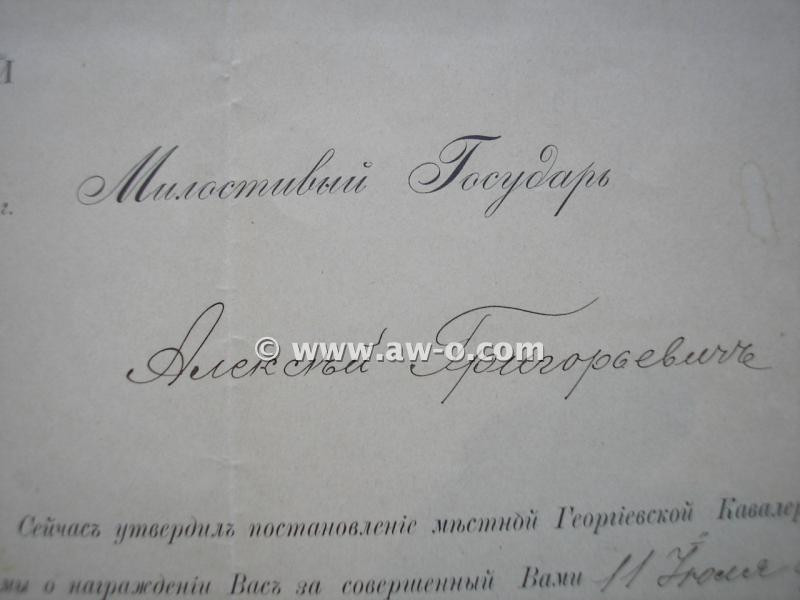 Й
Милостивый Государь
г.
Алексѣй Григорьевичъ
© www.aw-o.com
Сейчасъ утвердилъ постановленіе мѣстной Георгіевской Кавалер
мы о награжденіи Васъ за совершенный Вами 11 Іюля